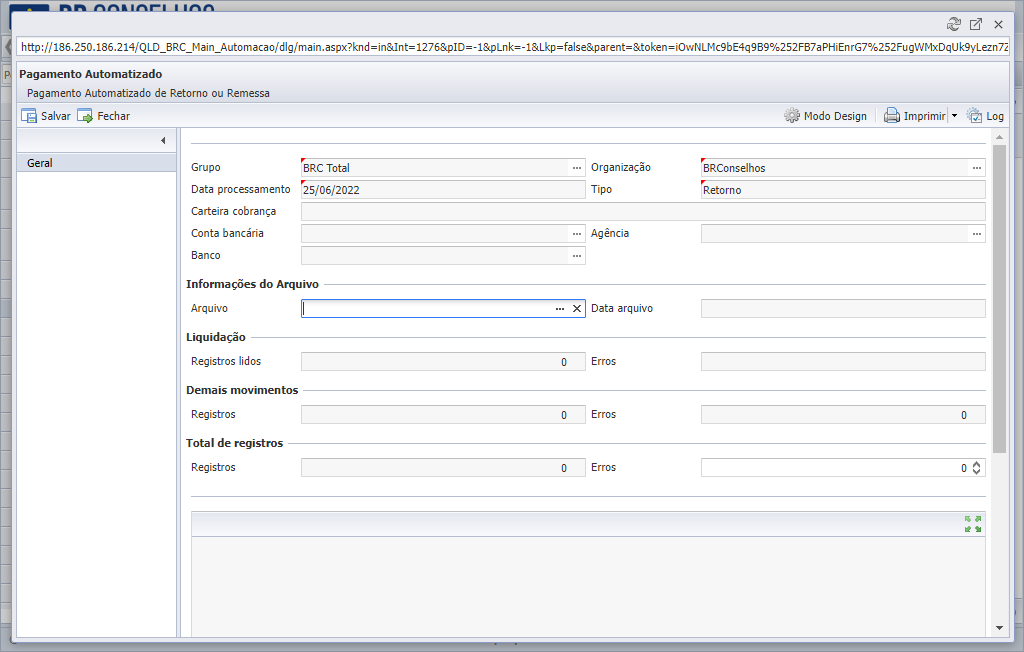 BR CONSELHOS
http://186.250.186.214/QLD_BRC_Main_Automacao/dlg/main.aspx?knd=in&Int=1276&pID=-1&pLnk=-1&Lkp=false&parent=&token=iOwNLMc9bE4q9B9%252FB7aPHiEnrG7%252FugWMxDqUk9yLezn7Z
Pagamento Automatizado
Pagamento Automatizado de Retorno ou Remessa
Salvar Fechar Modo Design Imprimir Log
Geral
Grupo BRC Total ... Organização BRConselhos ...
Data processamento 25/06/2022 Tipo Retorno
Carteira cobrança
Conta bancária ... Agência ...
Banco ...
Informações do Arquivo
Arquivo ... Data arquivo
Liquidação
Registros lidos 0 Erros
Demais movimentos
Registros 0 Erros 0
Total de registros
Registros 0 Erros 0